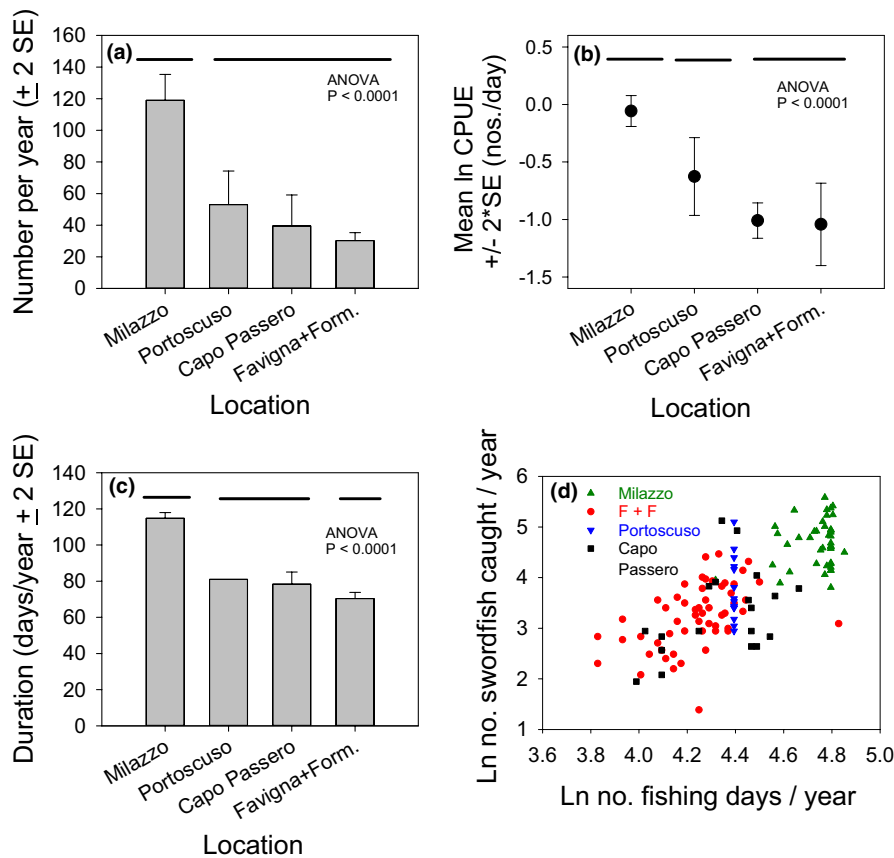 (a)
Number per year (± 2 SE)
160
140
120
100
80
60
40
20
0
ANOVA
P < 0.0001
Milazzo
Portoscuso
Capo Passero
Favigna+Form.
Location
(b)
Mean ln CPUE
+/- 2*SE (nos./day)
0.5
0.0
-0.5
-1.0
-1.5
ANOVA
P < 0.0001
Milazzo
Portoscuso
Capo Passero
Favigna+Form.
Location
(c)
Duration (days/year ± 2 SE)
140
120
100
80
60
40
20
0
ANOVA
P < 0.0001
Milazzo
Portoscuso
Capo Passero
Favigna+Form.
Location
(d)
Ln no. swordfish caught / year
6
5
4
3
2
1
Milazzo
F + F
Portoscuso
Capo
Passero
3.6 3.8 4.0 4.2 4.4 4.6 4.8 5.0
Ln no. fishing days / year